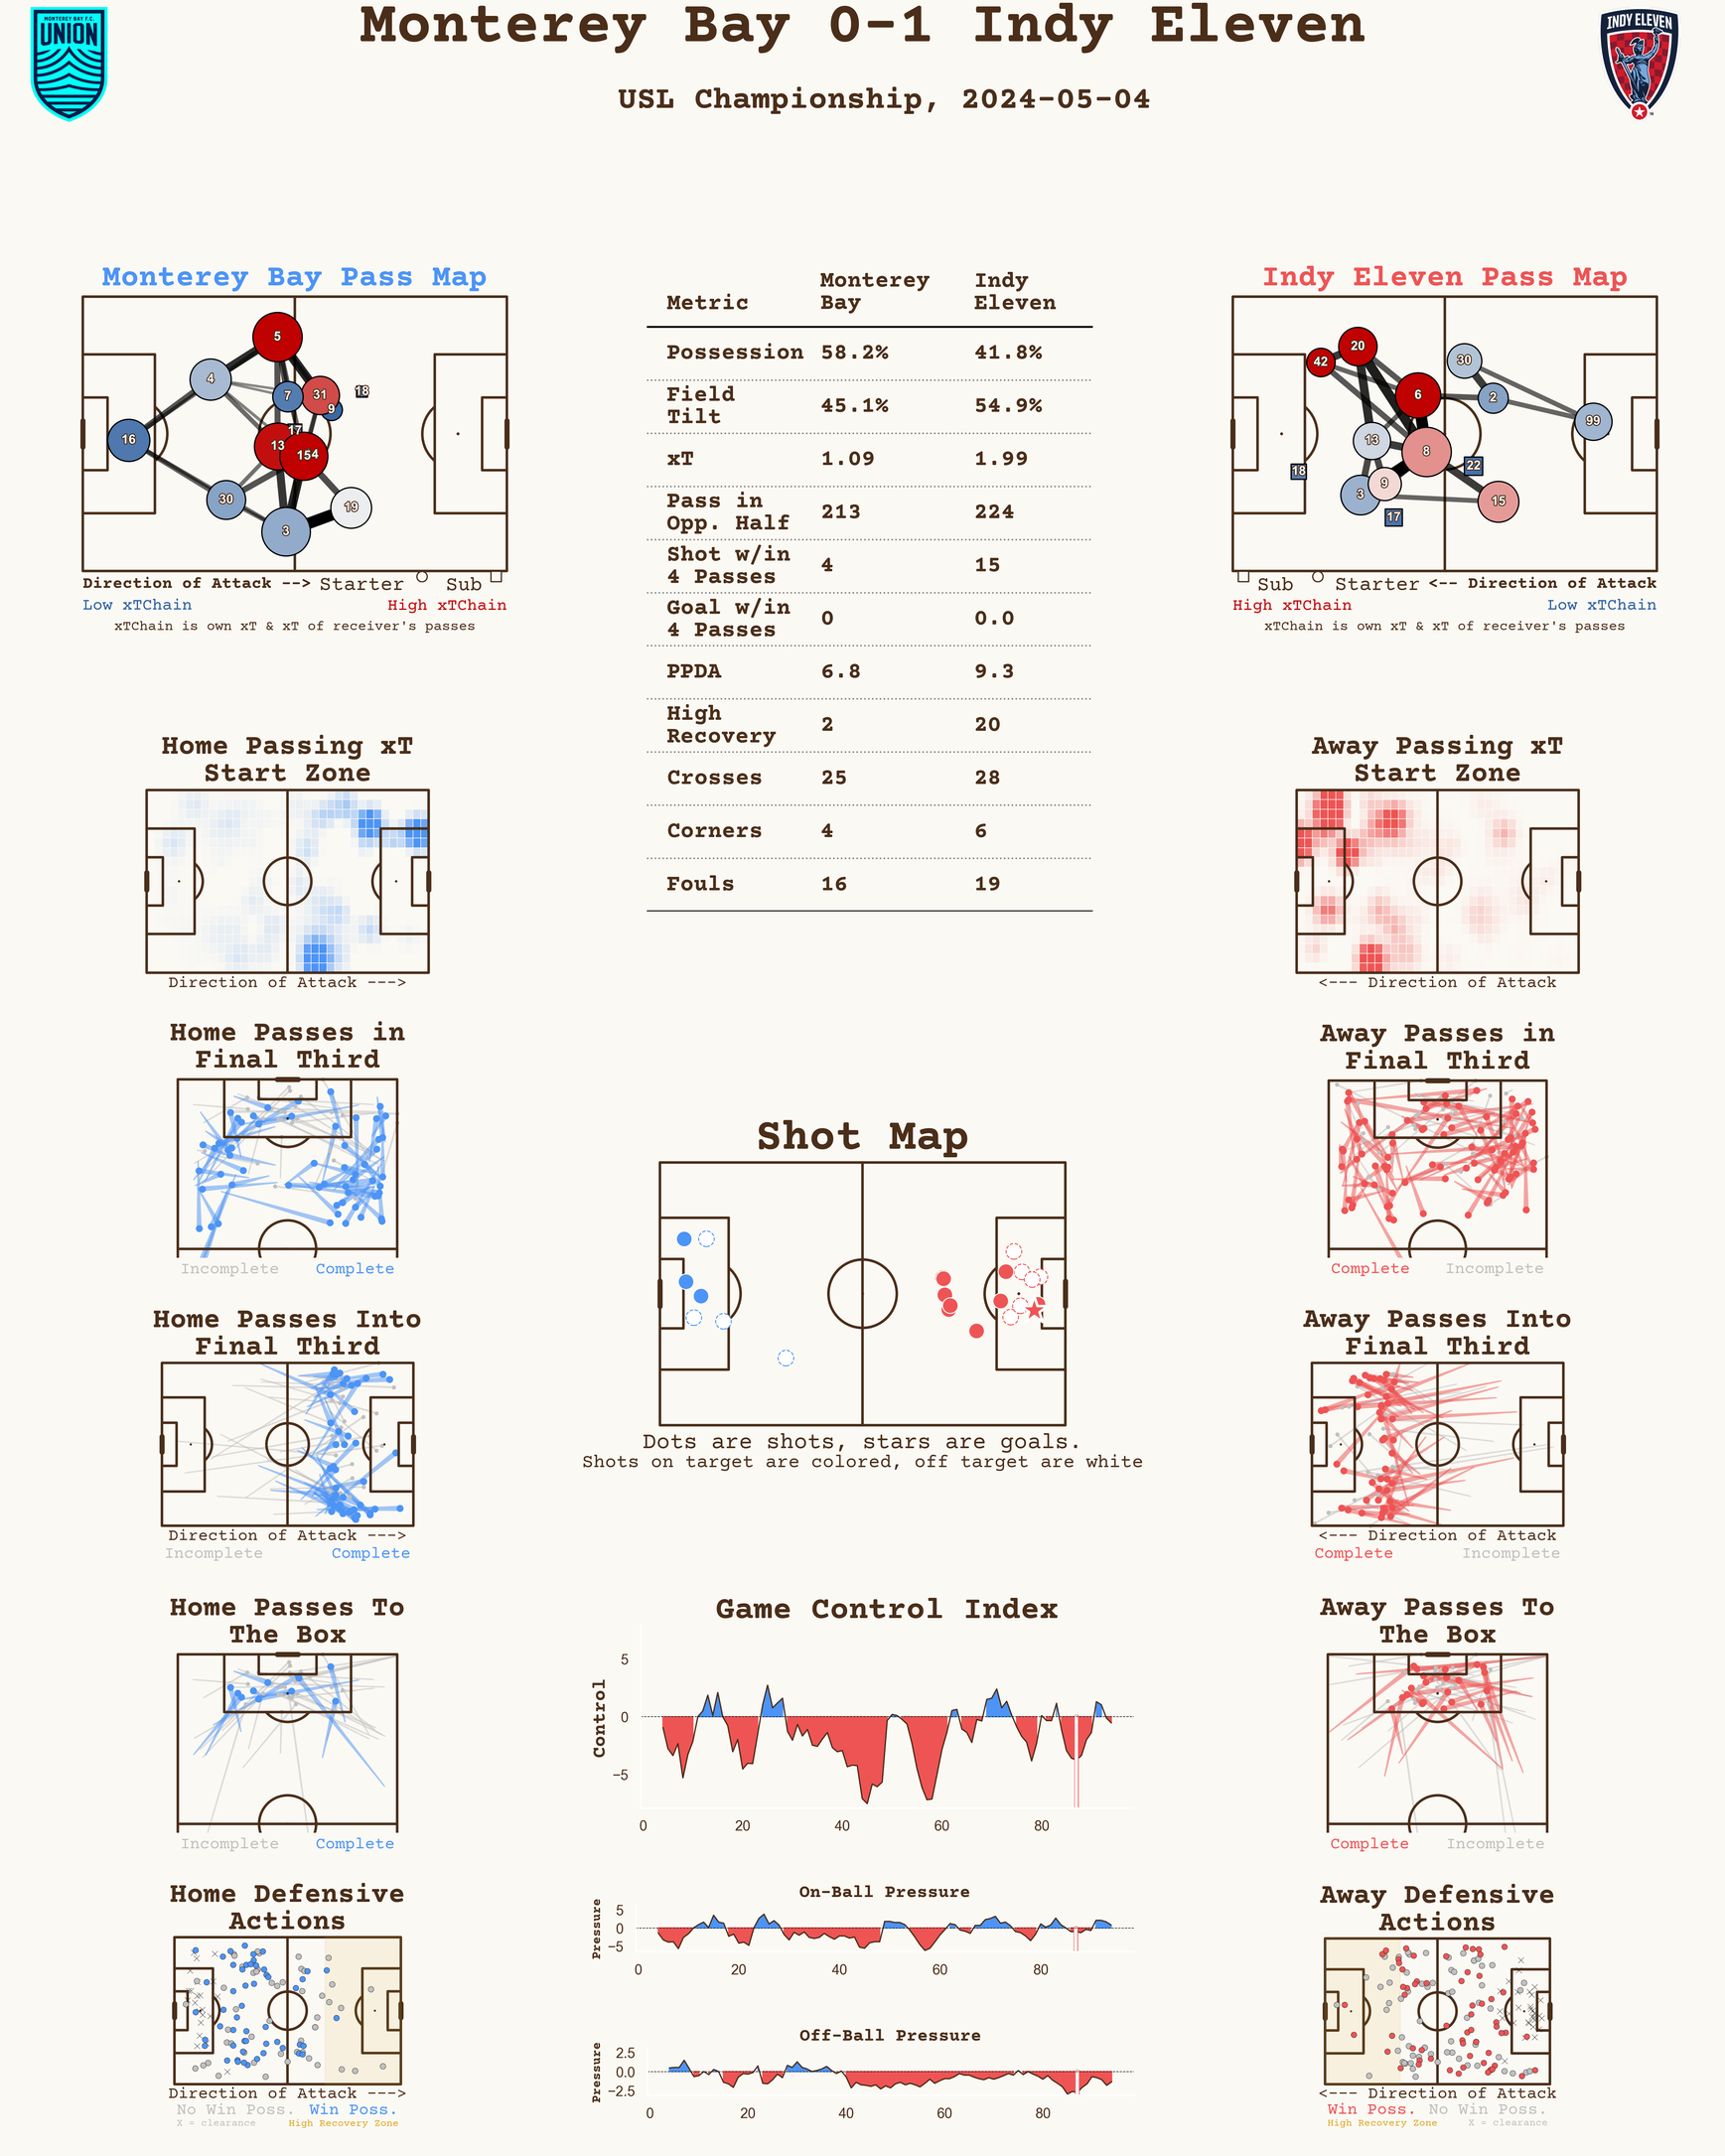 Monterey Bay 0-1 Indy Eleven
USL Championship, 2024-05-04
MONTEREY BAY F.C.
UNION
INDY ELEVEN
Monterey Bay Pass Map
5
4
7
31
18
9
17
16
13
154
30
19
3
Direction of Attack --> Starter Sub
Low xTChain High xTChain
xTChain is own xT & xT of receiver's passes
Metric Monterey Bay Indy Eleven
Possession 58.2% 41.8%
Field Tilt 45.1% 54.9%
xT 1.09 1.99
Pass in Opp. Half 213 224
Shot w/in 4 Passes 4 15
Goal w/in 4 Passes 0 0.0
PPDA 6.8 9.3
High Recovery 2 20
Crosses 25 28
Corners 4 6
Fouls 16 19
Indy Eleven Pass Map
20
42
30
6
2
99
13
8
18
22
9
3
15
17
Sub Starter <-- Direction of Attack
High xTChain Low xTChain
xTChain is own xT & xT of receiver's passes
Home Passing xT
Start Zone
Direction of Attack --->
Away Passing xT
Start Zone
<--- Direction of Attack
Home Passes in
Final Third
Incomplete Complete
Away Passes in
Final Third
Complete Incomplete
Shot Map
Dots are shots, stars are goals.
Shots on target are colored, off target are white
Home Passes Into
Final Third
Direction of Attack --->
Incomplete Complete
Away Passes Into
Final Third
<--- Direction of Attack
Complete Incomplete
Home Passes To
The Box
Incomplete Complete
Away Passes To
The Box
Complete Incomplete
Game Control Index
Control
5
0
−5
0 20 40 60 80
On-Ball Pressure
Pressure
5
0
−5
0 20 40 60 80
Off-Ball Pressure
Pressure
2.5
0.0
−2.5
0 20 40 60 80
Home Defensive
Actions
Direction of Attack --->
No Win Poss. Win Poss.
X = clearance High Recovery Zone
Away Defensive
Actions
<--- Direction of Attack
Win Poss. No Win Poss.
High Recovery Zone X = clearance